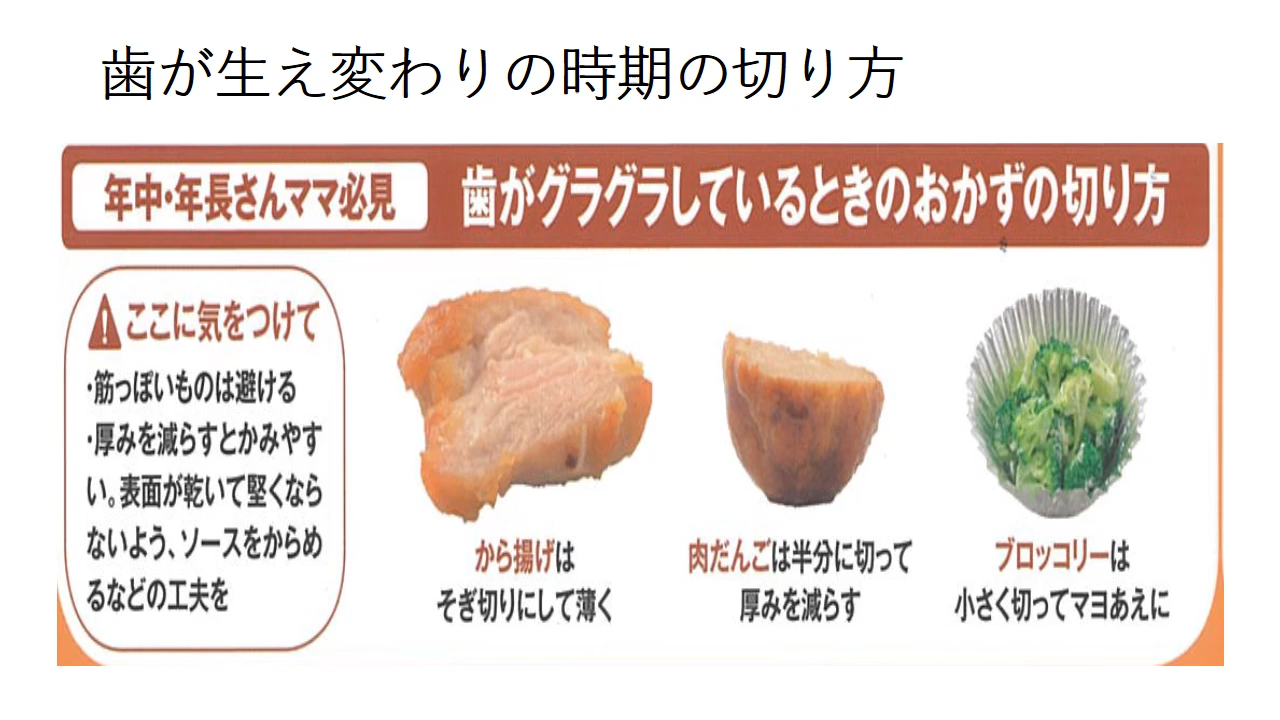 歯が生え変わりの時期の切り方
年中・年長さんママ必見
歯がグラグラしているときのおかずの切り方
ここに気をつけて
・筋っぽいものは避ける
・厚みを減らすとかみやす
い。表面が乾いて堅くなら
ないよう、ソースをからめ
るなどの工夫を
から揚げは
そぎ切りにして薄く
肉だんごは半分に切って
厚みを減らす
ブロッコリーは
小さく切ってマヨあえに